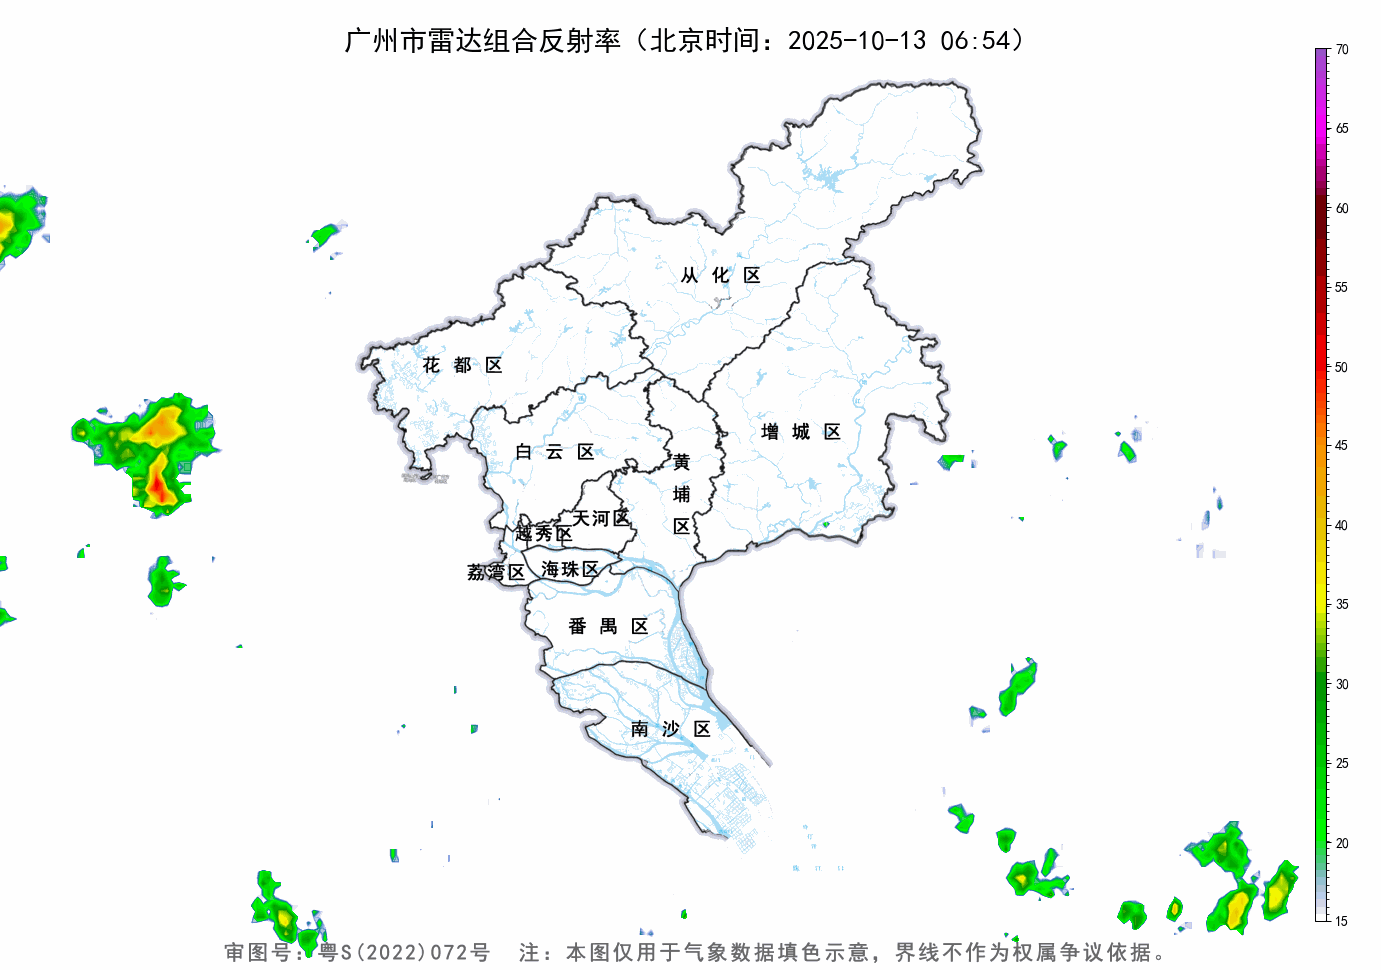 广州市雷达组合反射率（北京时间：2025-10-13 06:54）
70
65
60
55
50
45
40
35
30
25
20
15
从化区
花都区
增城区
白云区
黄埔区
天河区
越秀区
荔湾区
海珠区
番禺区
南沙区
审图号：粤S(2022)072号 注：本图仅用于气象数据填色示意，界线不作为权属争议依据。